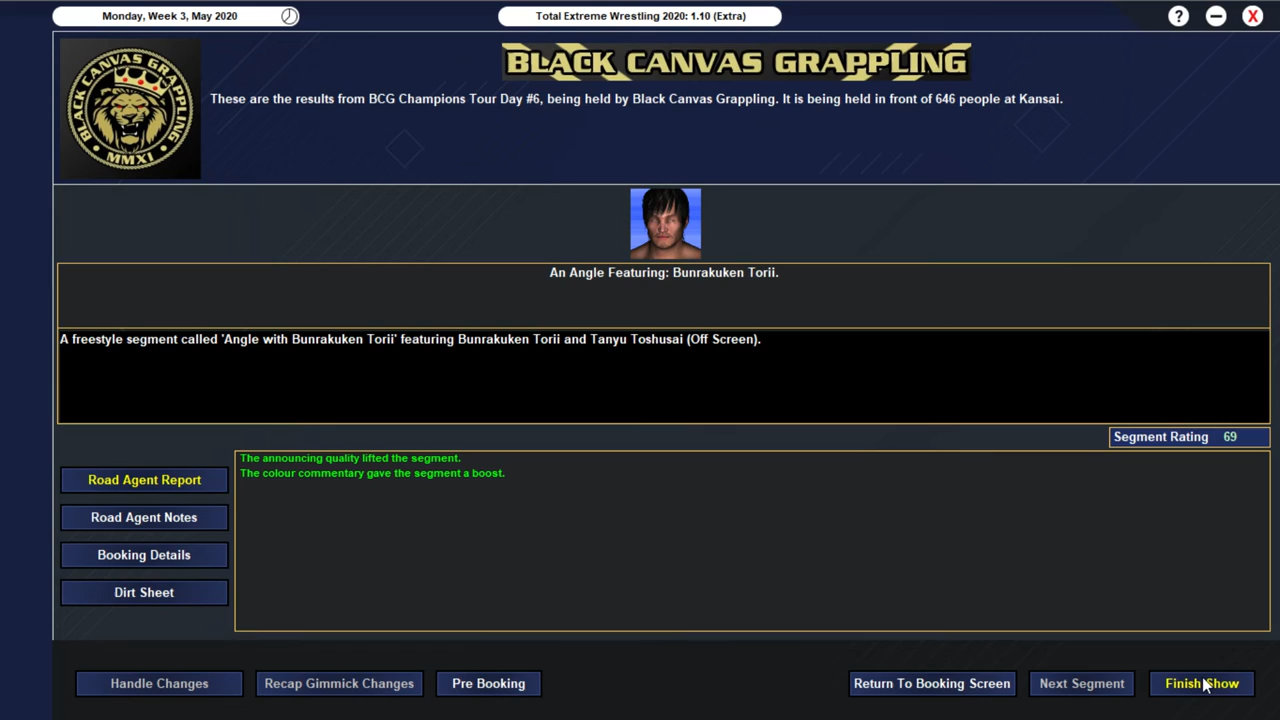 Monday, Week 3, May 2020
Total Extreme Wrestling 2020: 1.10 (Extra)
?
X
BLACK CANVAS GRAPPLING
MMXI
BLACK CANVAS GRAPPLING
These are the results from BCG Champions Tour Day #6, being held by Black Canvas Grappling. It is being held in front of 646 people at Kansai.
An Angle Featuring: Bunrakuken Torii.
A freestyle segment called 'Angle with Bunrakuken Torii' featuring Bunrakuken Torii and Tanyu Toshusai (Off Screen).
Segment Rating 69
The announcing quality lifted the segment.
The colour commentary gave the segment a boost.
Road Agent Report
Road Agent Notes
Booking Details
Dirt Sheet
Handle Changes
Recap Gimmick Changes
Pre Booking
Return To Booking Screen
Next Segment
Finish Show